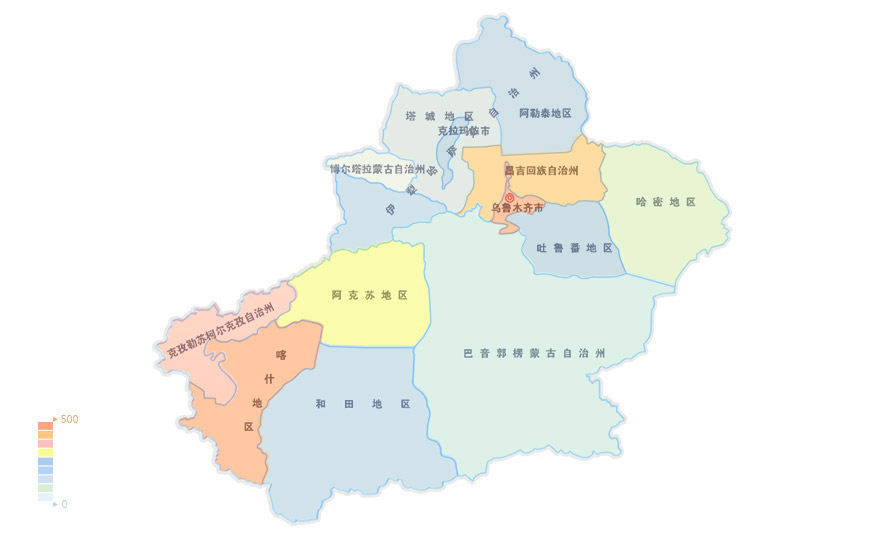 伊犁哈萨克自治州
阿勒泰地区
塔城地区
克拉玛依市
博尔塔拉蒙古自治州
昌吉回族自治州
乌鲁木齐市
哈密地区
吐鲁番地区
阿克苏地区
克孜勒苏柯尔克孜自治州
巴音郭楞蒙古自治州
喀什地区
和田地区
500
0